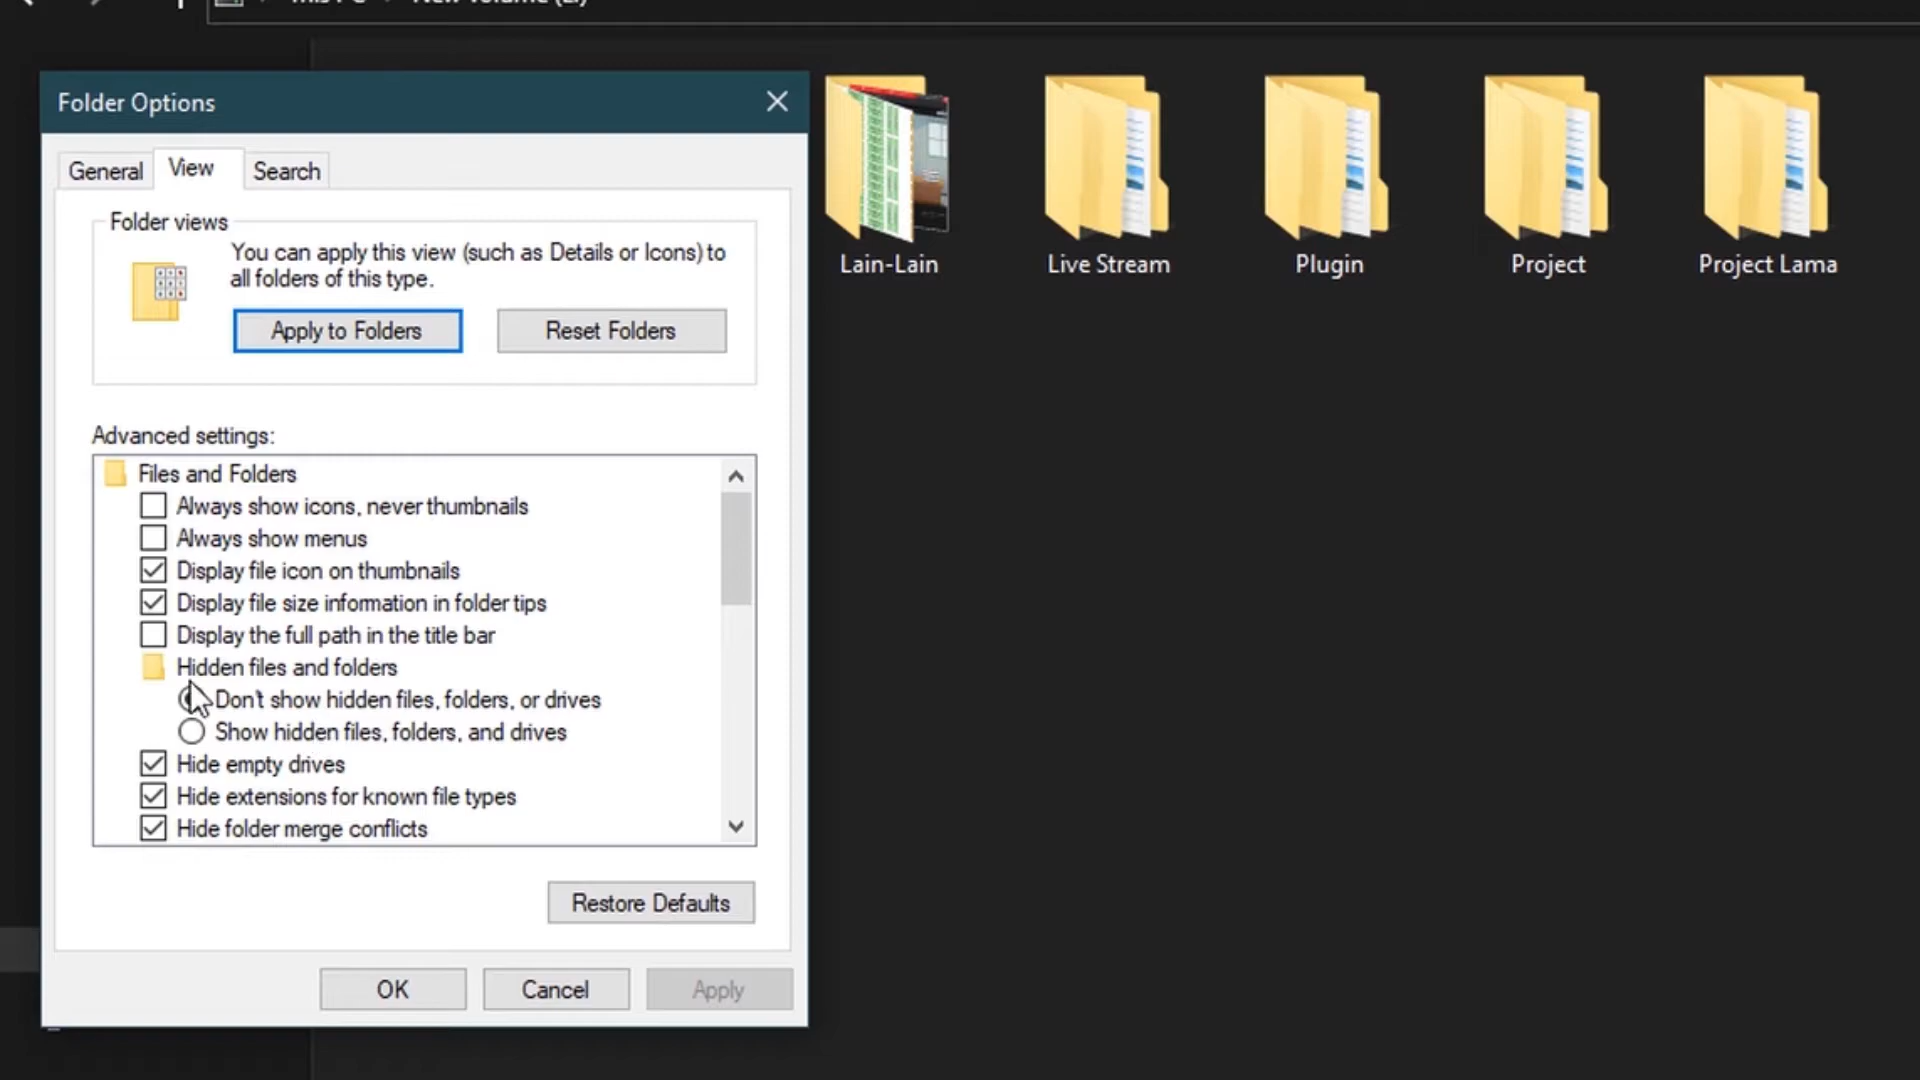 Folder Options
General
View
Search
Folder views
You can apply this view (such as Details or Icons) to
all folders of this type.
Apply to Folders
Reset Folders
Advanced settings:
Files and Folders
Always show icons, never thumbnails
Always show menus
Display file icon on thumbnails
Display file size information in folder tips
Display the full path in the title bar
Hidden files and folders
Don't show hidden files, folders, or drives
Show hidden files, folders, and drives
Hide empty drives
Hide extensions for known file types
Hide folder merge conflicts
Restore Defaults
OK
Cancel
Apply
Lain-Lain
Live Stream
Plugin
Project
Project Lama